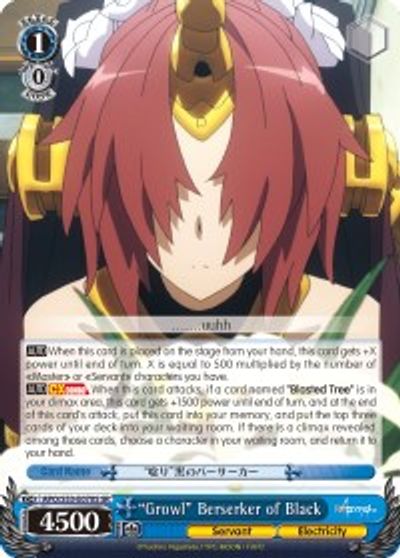 1
0
........uuhh
AUTO When this card is placed on the stage from your hand, this card gets +X
power until end of turn. X is equal to 500 multiplied by the number of
«Master» or «Servant» characters you have.
AUTO When this card attacks, if a card named "Blasted Tree" is in
your climax area, this card gets +1500 power until end of turn, and at the end
of this card's attack, put this card into your memory, and put the top three
cards of your deck into your waiting room. If there is a climax revealed
among those cards, choose a character in your waiting room, and return it to
your hand.
Card Name "唸り"黒のバーサーカー
"Growl" Berserker of Black
4500
Servant Electricity